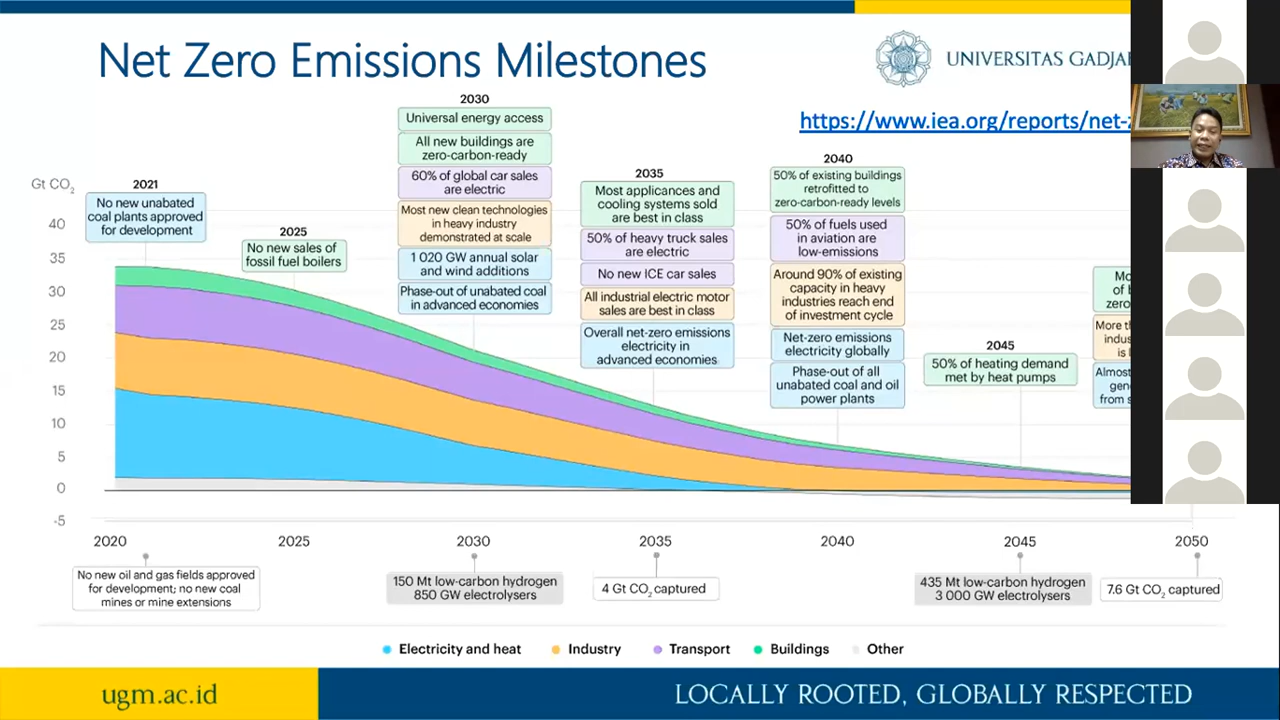 Net Zero Emissions Milestones
UNIVERSITAS
https://www.iea.org/reports/net-
Gt CO₂
40
35
30
25
20
15
10
5
0
-5
2021
No new unabated
coal plants approved
for development
2025
No new sales of
fossil fuel boilers
2030
Universal energy access
All new buildings are
zero-carbon-ready
60% of global car sales
are electric
Most new clean technologies
in heavy industry
demonstrated at scale
1 020 GW annual solar
and wind additions
Phase-out of unabated coal
in advanced economies
2035
Most applicances and
cooling systems sold
are best in class
50% of heavy truck sales
are electric
No new ICE car sales
All industrial electric motor
sales are best in class
Overall net-zero emissions
electricity in
advanced economies
2040
50% of existing buildings
retrofitted to
zero-carbon-ready levels
50% of fuels used
in aviation are
low-emissions
Around 90% of existing
capacity in heavy
industries reach end
of investment cycle
Net-zero emissions
electricity globally
Phase-out of all
unabated coal and oil
power plants
2045
50% of heating demand
met by heat pumps
of
More
is
Almost
from
2020
2025
2030
2035
2040
2045
2050
No new oil and gas fields approved
for development; no new coal
mines or mine extensions
150 Mt low-carbon hydrogen
850 GW electrolysers
4 Gt CO₂ captured
435 Mt low-carbon hydrogen
3 000 GW electrolysers
7.6 Gt CO₂ captured
Electricity and heat
Industry
Transport
Buildings
Other
ugm.ac.id
LOCALLY ROOTED, GLOBALLY RESPECTED